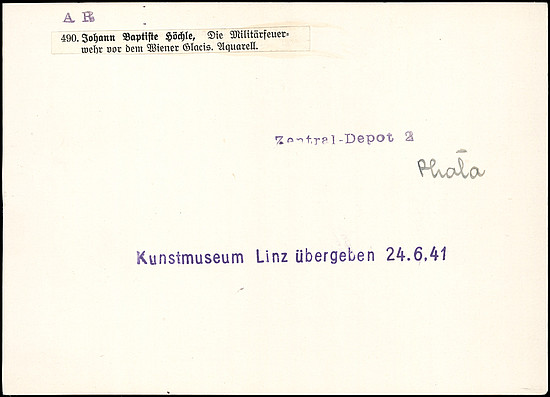 A R
490. Johann Baptiste Höchle, Die Militärfeuer-
wehr vor dem Wiener Glacis. Aquarell.
Zentral-Depot 2
Kunstmuseum Linz übergeben 24.6.41